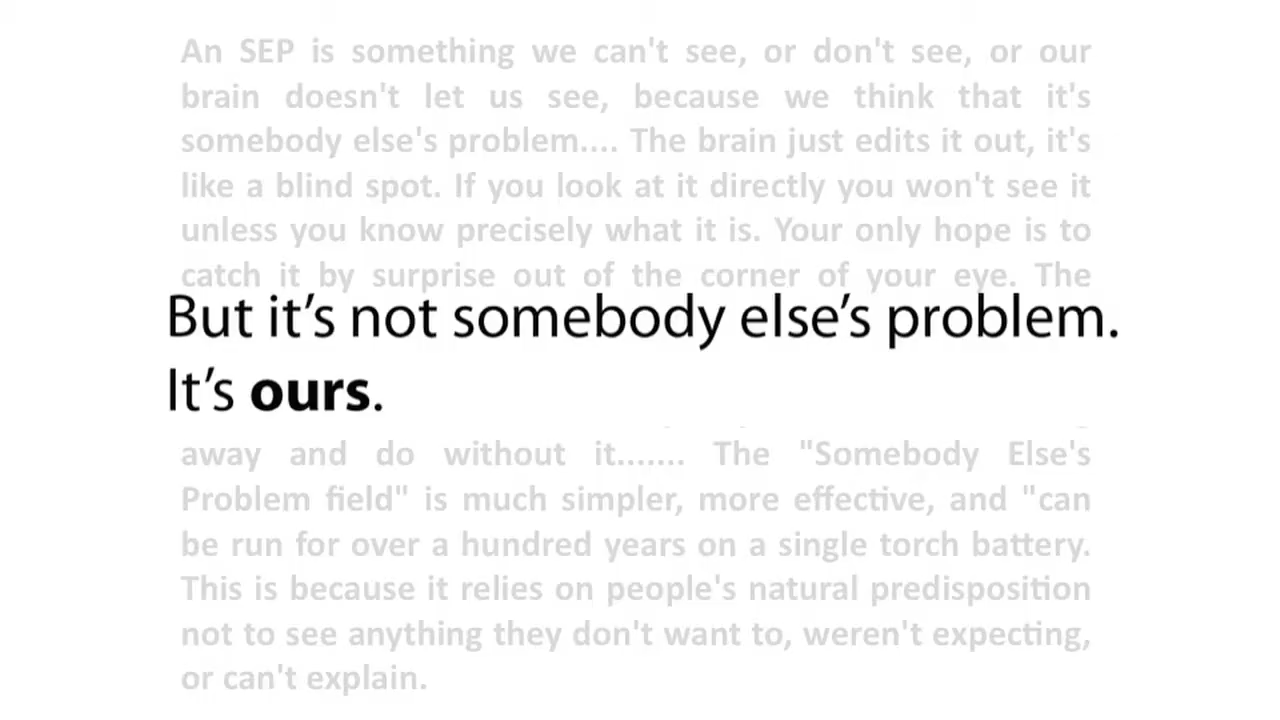 An SEP is something we can't see, or don't see, or our
brain doesn't let us see, because we think that it's
somebody else's problem.... The brain just edits it out, it's
like a blind spot. If you look at it directly you won't see it
unless you know precisely what it is. Your only hope is to
catch it by surprise out of the corner of your eye. The
But it’s not somebody else’s problem.
It’s ours.
away and do without it....... The "Somebody Else's
Problem field" is much simpler, more effective, and "can
be run for over a hundred years on a single torch battery.
This is because it relies on people's natural predisposition
not to see anything they don't want to, weren't expecting,
or can't explain.